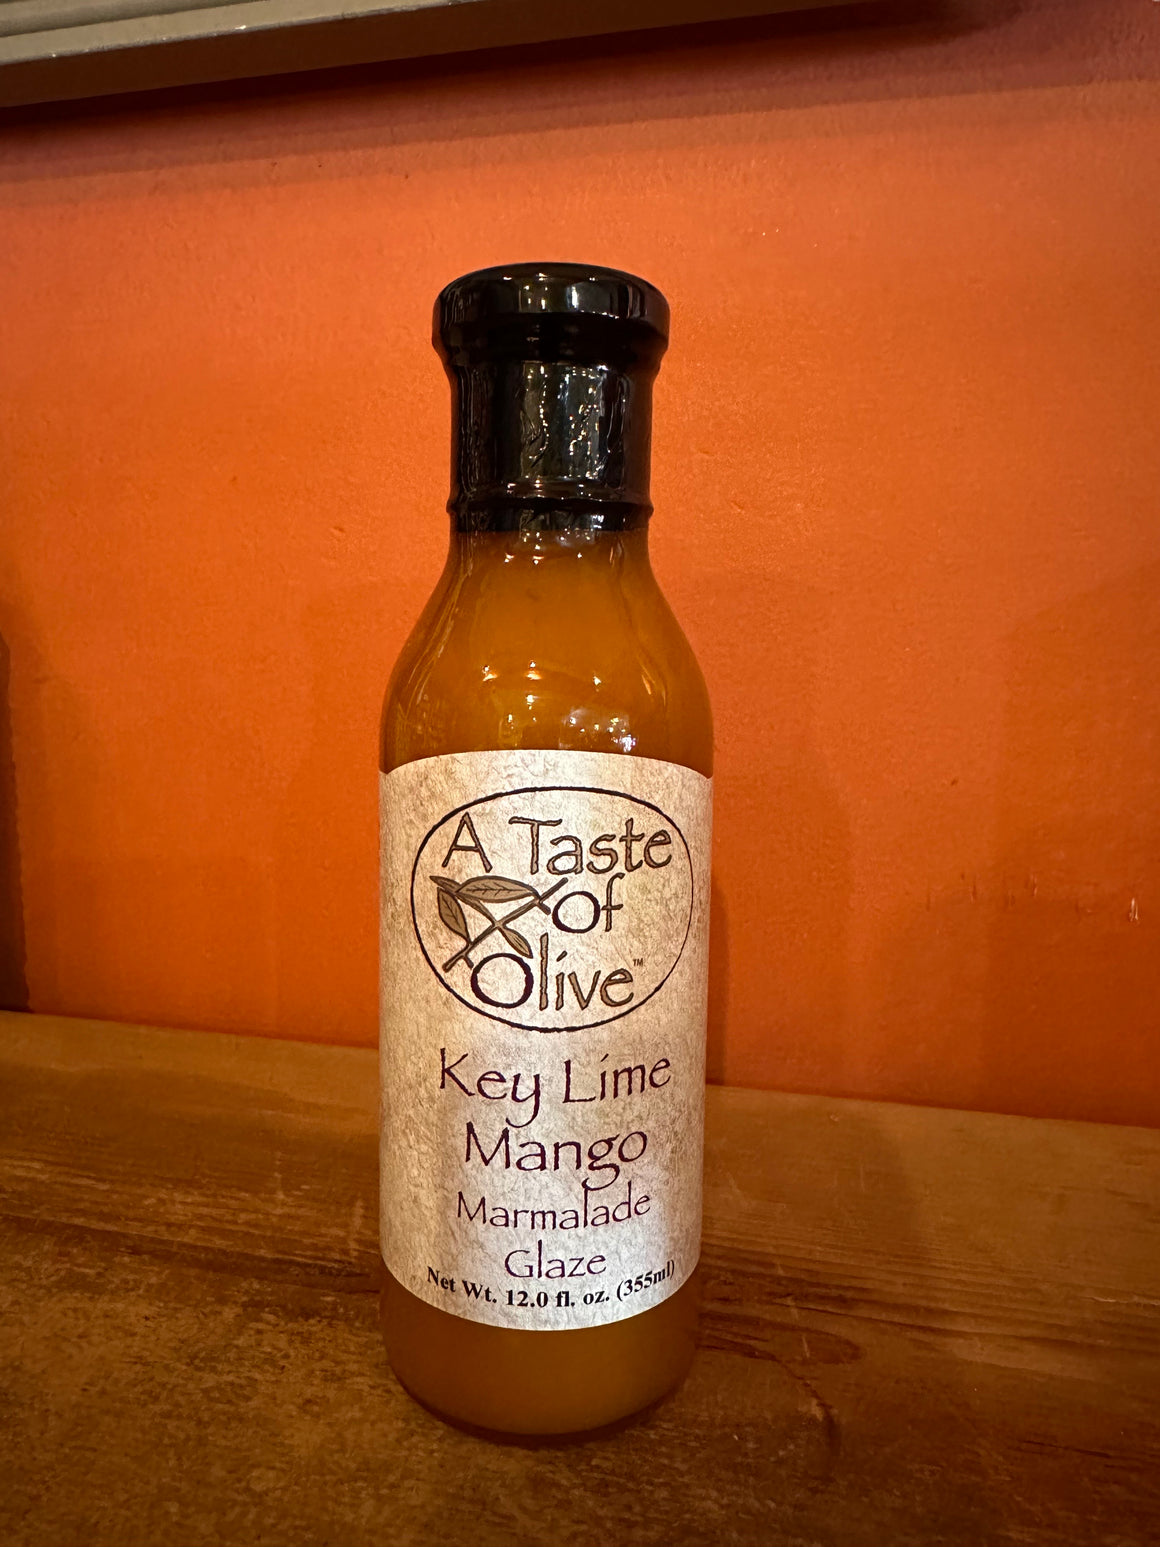 A Taste
of
Olive™
Key Lime
Mango
Marmalade
Glaze
Net Wt. 12.0 fl. oz. (355ml)